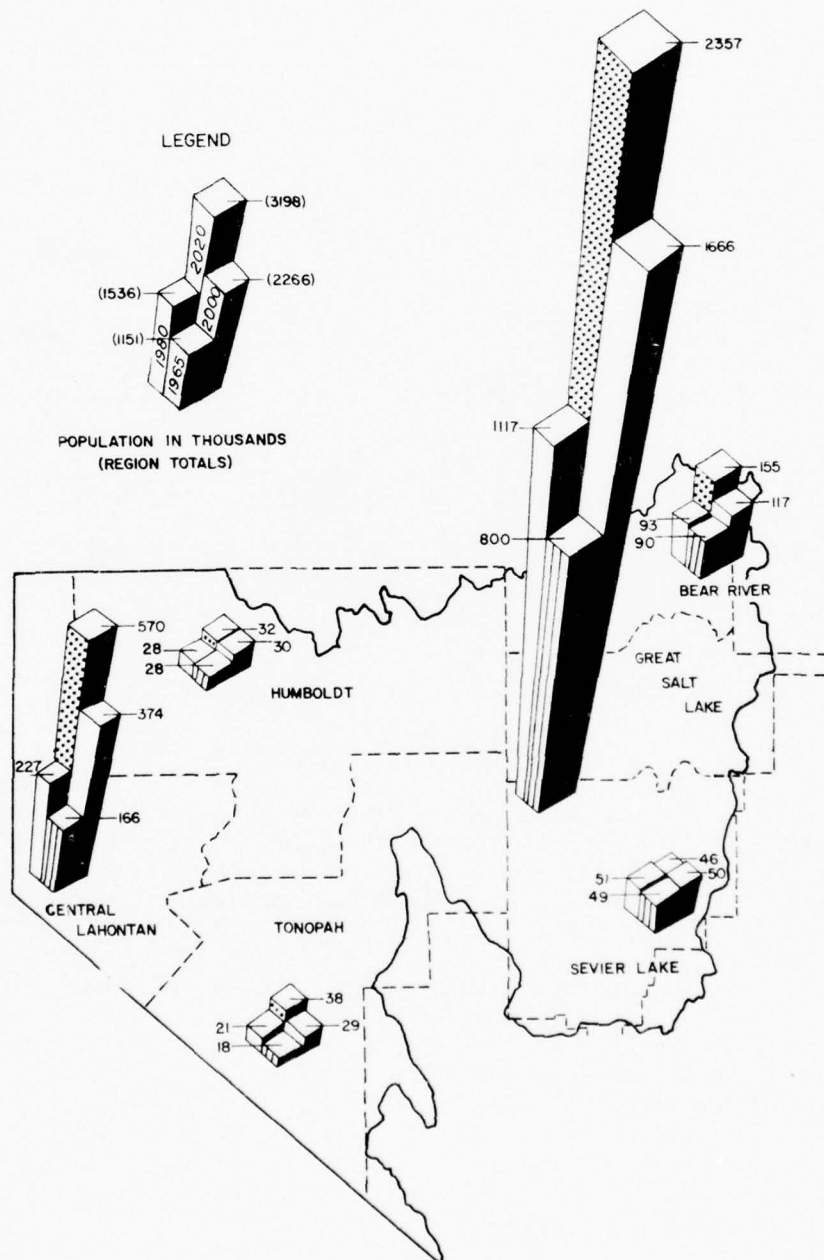 LEGEND
(3198)
2020
(1536)
(2266)
2000
(1151)
1980
1965
POPULATION IN THOUSANDS
(REGION TOTALS)
2357
1666
1117
800
155
117
93
90
BEAR RIVER
570
374
227
166
CENTRAL
LAHONTAN
32
30
28
28
HUMBOLDT
GREAT
SALT
LAKE
46
50
51
49
SEVIER LAKE
TONOPAH
38
29
21
18